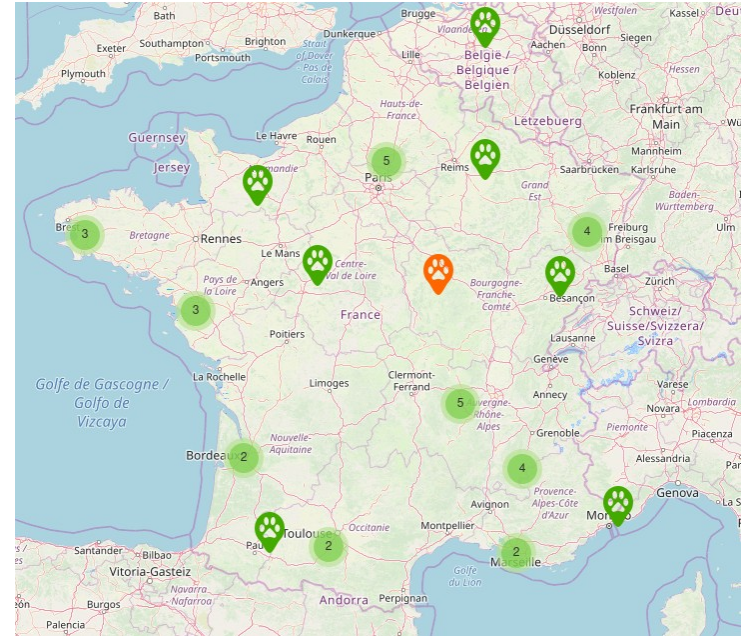 Bath
Brugge
Westfalen
Kassel
Exeter
Southampton
Brighton
Strait
of Dover /
Pas de
Calais
Dunkerque
Düsseldorf
Siegen
Portsmouth
Aachen
Bonn
Plymouth
Lille
België /
Belgique /
Belgien
Koblenz
Hessen
Hauts-de-
France
Frankfurt am
Main
Lëtzebuerg
Guernsey
Le Havre
Rouen
Mannheim
Jersey
5
Paris
Reims
Saarbrücken
Karlsruhe
Grand
Est
Baden-
Württemberg
3
Bretagne
Rennes
4
Freiburg
im Breisgau
Ulm
Le Mans
Centre-
Val de Loire
Basel
Zürich
Pays de
la Loire
Angers
Bourgogne-
Franche-
Comté
Besançon
3
France
Schweiz/
Suisse/Svizzera/
Svizra
Poitiers
Lausanne
Genève
La Rochelle
Limoges
Clermont-
Ferrand
Annecy
Varese
Golfe de Gascogne /
Golfo de
Vizcaya
5
Auvergne-
Rhône-
Alpes
Novara
Lombardia
Nouvelle-
Aquitaine
Grenoble
Piemonte
Piacenza
Bordeaux
2
4
Alessandria
Avignon
Provence-
Alpes-Côte
d'Azur
Genova
Toulouse
Occitanie
Montpellier
2
2
Marseille
Santander
Bilbao
Golfe
du Lion
Vitoria-Gasteiz
Navarra
Nafarroa
Andorra
Perpignan
Burgos
Palencia